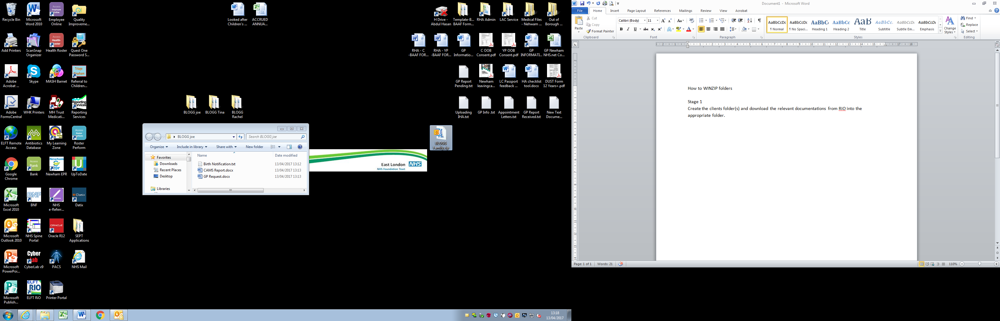 Recycle Bin
Microsoft Word 2010
Employee Online
Quality Improveme...
Looked after Children's ...
ACCRUED ANNUA...
H Drive - Abdul Hasan
Template-B... BAAF Form...
RHA Admin
LAC Service
Medical Files - Nehwam ...
Out of Borough ...
Add Printers
ScanSnap Organizer
Health Roster
Quest One Password S...
RHA - C -BAAF FOR...
RHA - YP -BAAF FOR...
GP Informatio...
C OOB Consent.pdf
YP OOB Consent.pdf
GP INFORMATI...
GP Newham NHS.net Co...
Adobe Acrobat ...
Skype
MASH Barnet
Triage Newham
Referral to Children...
GP Report Pending.txt
Newham leavingca...
LC Passport feedback ...
HA checklist tool.docx
DUST Form 12 Years+.pdf
Adobe FormsCentral
WHK Printers
MH Trust Medicati...
Reporting Services
BLOGG joe
BLOGG Tina
BLOGG Rachel
Uploading IHA.txt
GP Info .txt
Appointment Letters.txt
GP Report Received.txt
New Text Docume...
ELFT Remote Access
Antibiotics Database
My Learning Zone
Roster Perform
BLOGG Family.zip
Google Chrome
Bank
Newham EPR
UpToDate
Microsoft Excel 2010
BNF
NHS e-Referr...
Datix
Microsoft Outlook 2010
NHS Spine Portal
Oracle R12
SEPT Applications
Microsoft PowerPoi...
CyberLab v9
PACS
NHS Mail
Microsoft Publish...
ELFT RiO
Printer Portal
BLOGG joe
Search BLOGG joe
Organize
Include in library
Share with
New folder
Favorites
Downloads
Recent Places
Desktop
Libraries
Name Date modified
Birth Notification.txt 13/04/2017 13:12
CAMS Report.docx 13/04/2017 13:13
GP Request.docx 13/04/2017 13:13
East London NHS
NHS Foundation Trust
13:18
13/04/2017
Document1 - Microsoft Word
File Home Insert Page Layout References Mailings Review View Acrobat
Paste
Cut
Copy
Format Painter
Calibri (Body) 11
Clipboard Font Paragraph Styles Editing
¶ Normal ¶ No Spaci... Heading 1 Heading 2 Title Subtitle Subtle Em... Emphasis
Change Styles
Find
Replace
Select
How to WINZIP folders
Stage 1
Create the clients folder(s) and download the relevant documentations from RiO into the
appropriate folder.
Page: 1 of 1 Words: 21 110%